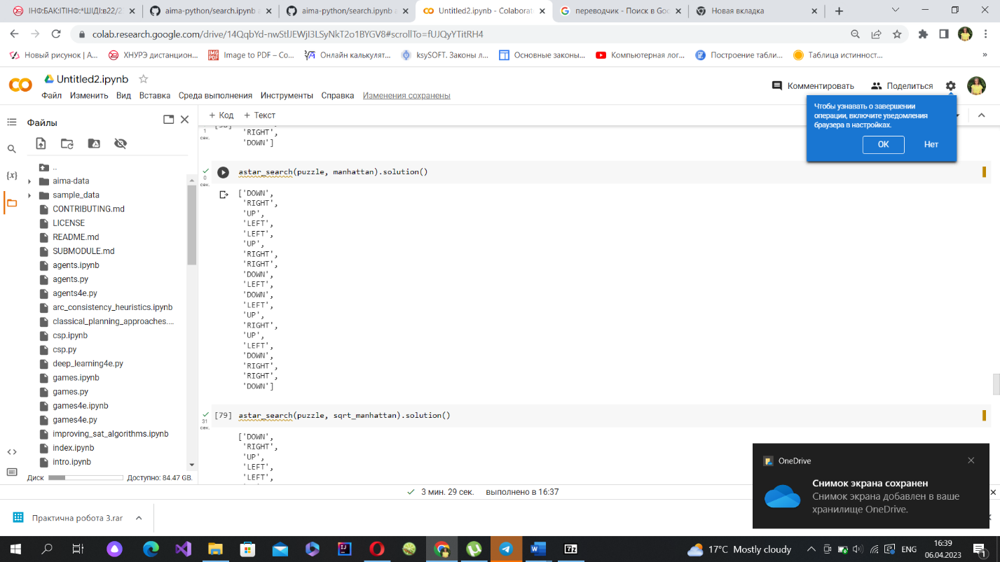 ІНФ:БАК:ІТІНФ:*ШІДІ:в22/2
aima-python/search.ipynb a
aima-python/search.ipynb a
Untitled2.ipynb - Colaborat
переводчик - Поиск в Goo
Новая вкладка
colab.research.google.com/drive/14QqbYd-nwStlJEWjI3LSyNkT2o1BYGV8#scrollTo=fUJQyYTitRH4
Новый рисунок | A...
ХНУРЭ дистанцион...
Image to PDF – Co...
Онлайн калькулят...
ksySOFT. Законы л...
Основные законы...
Компьютерная лог...
Построение табли...
Таблица истинност...
»
Untitled2.ipynb
Файл Изменить Вид Вставка Среда выполнения Инструменты Справка Изменения сохранены
Комментировать
Поделиться
Чтобы узнавать о завершении
операции, включите уведомления
браузера в настройках.
ОК
Нет
+ Код + Текст
Файлы
..
aima-data
sample_data
CONTRIBUTING.md
LICENSE
README.md
SUBMODULE.md
agents.ipynb
agents.py
agents4e.py
arc_consistency_heuristics.ipynb
classical_planning_approaches....
csp.ipynb
csp.py
deep_learning4e.py
games.ipynb
games.py
games4e.ipynb
games4e.py
improving_sat_algorithms.ipynb
index.ipynb
intro.ipynb
Диск
Доступно: 84.47 GB.
1
сек.
'RIGHT',
'DOWN']
0
сек.
astar_search(puzzle, manhattan).solution()
['DOWN',
'RIGHT',
'UP',
'LEFT',
'LEFT',
'UP',
'RIGHT',
'RIGHT',
'DOWN',
'LEFT',
'DOWN',
'LEFT',
'UP',
'RIGHT',
'UP',
'LEFT',
'DOWN',
'RIGHT',
'RIGHT',
'DOWN']
31
сек.
[79] astar_search(puzzle, sqrt_manhattan).solution()
['DOWN',
'RIGHT',
'UP',
'LEFT',
'LEFT',
3 мин. 29 сек. выполнено в 16:37
OneDrive
Снимок экрана сохранен
Снимок экрана добавлен в ваше
хранилище OneDrive.
Практична робота 3.rar
17°C Mostly cloudy
ENG
16:39
06.04.2023
1